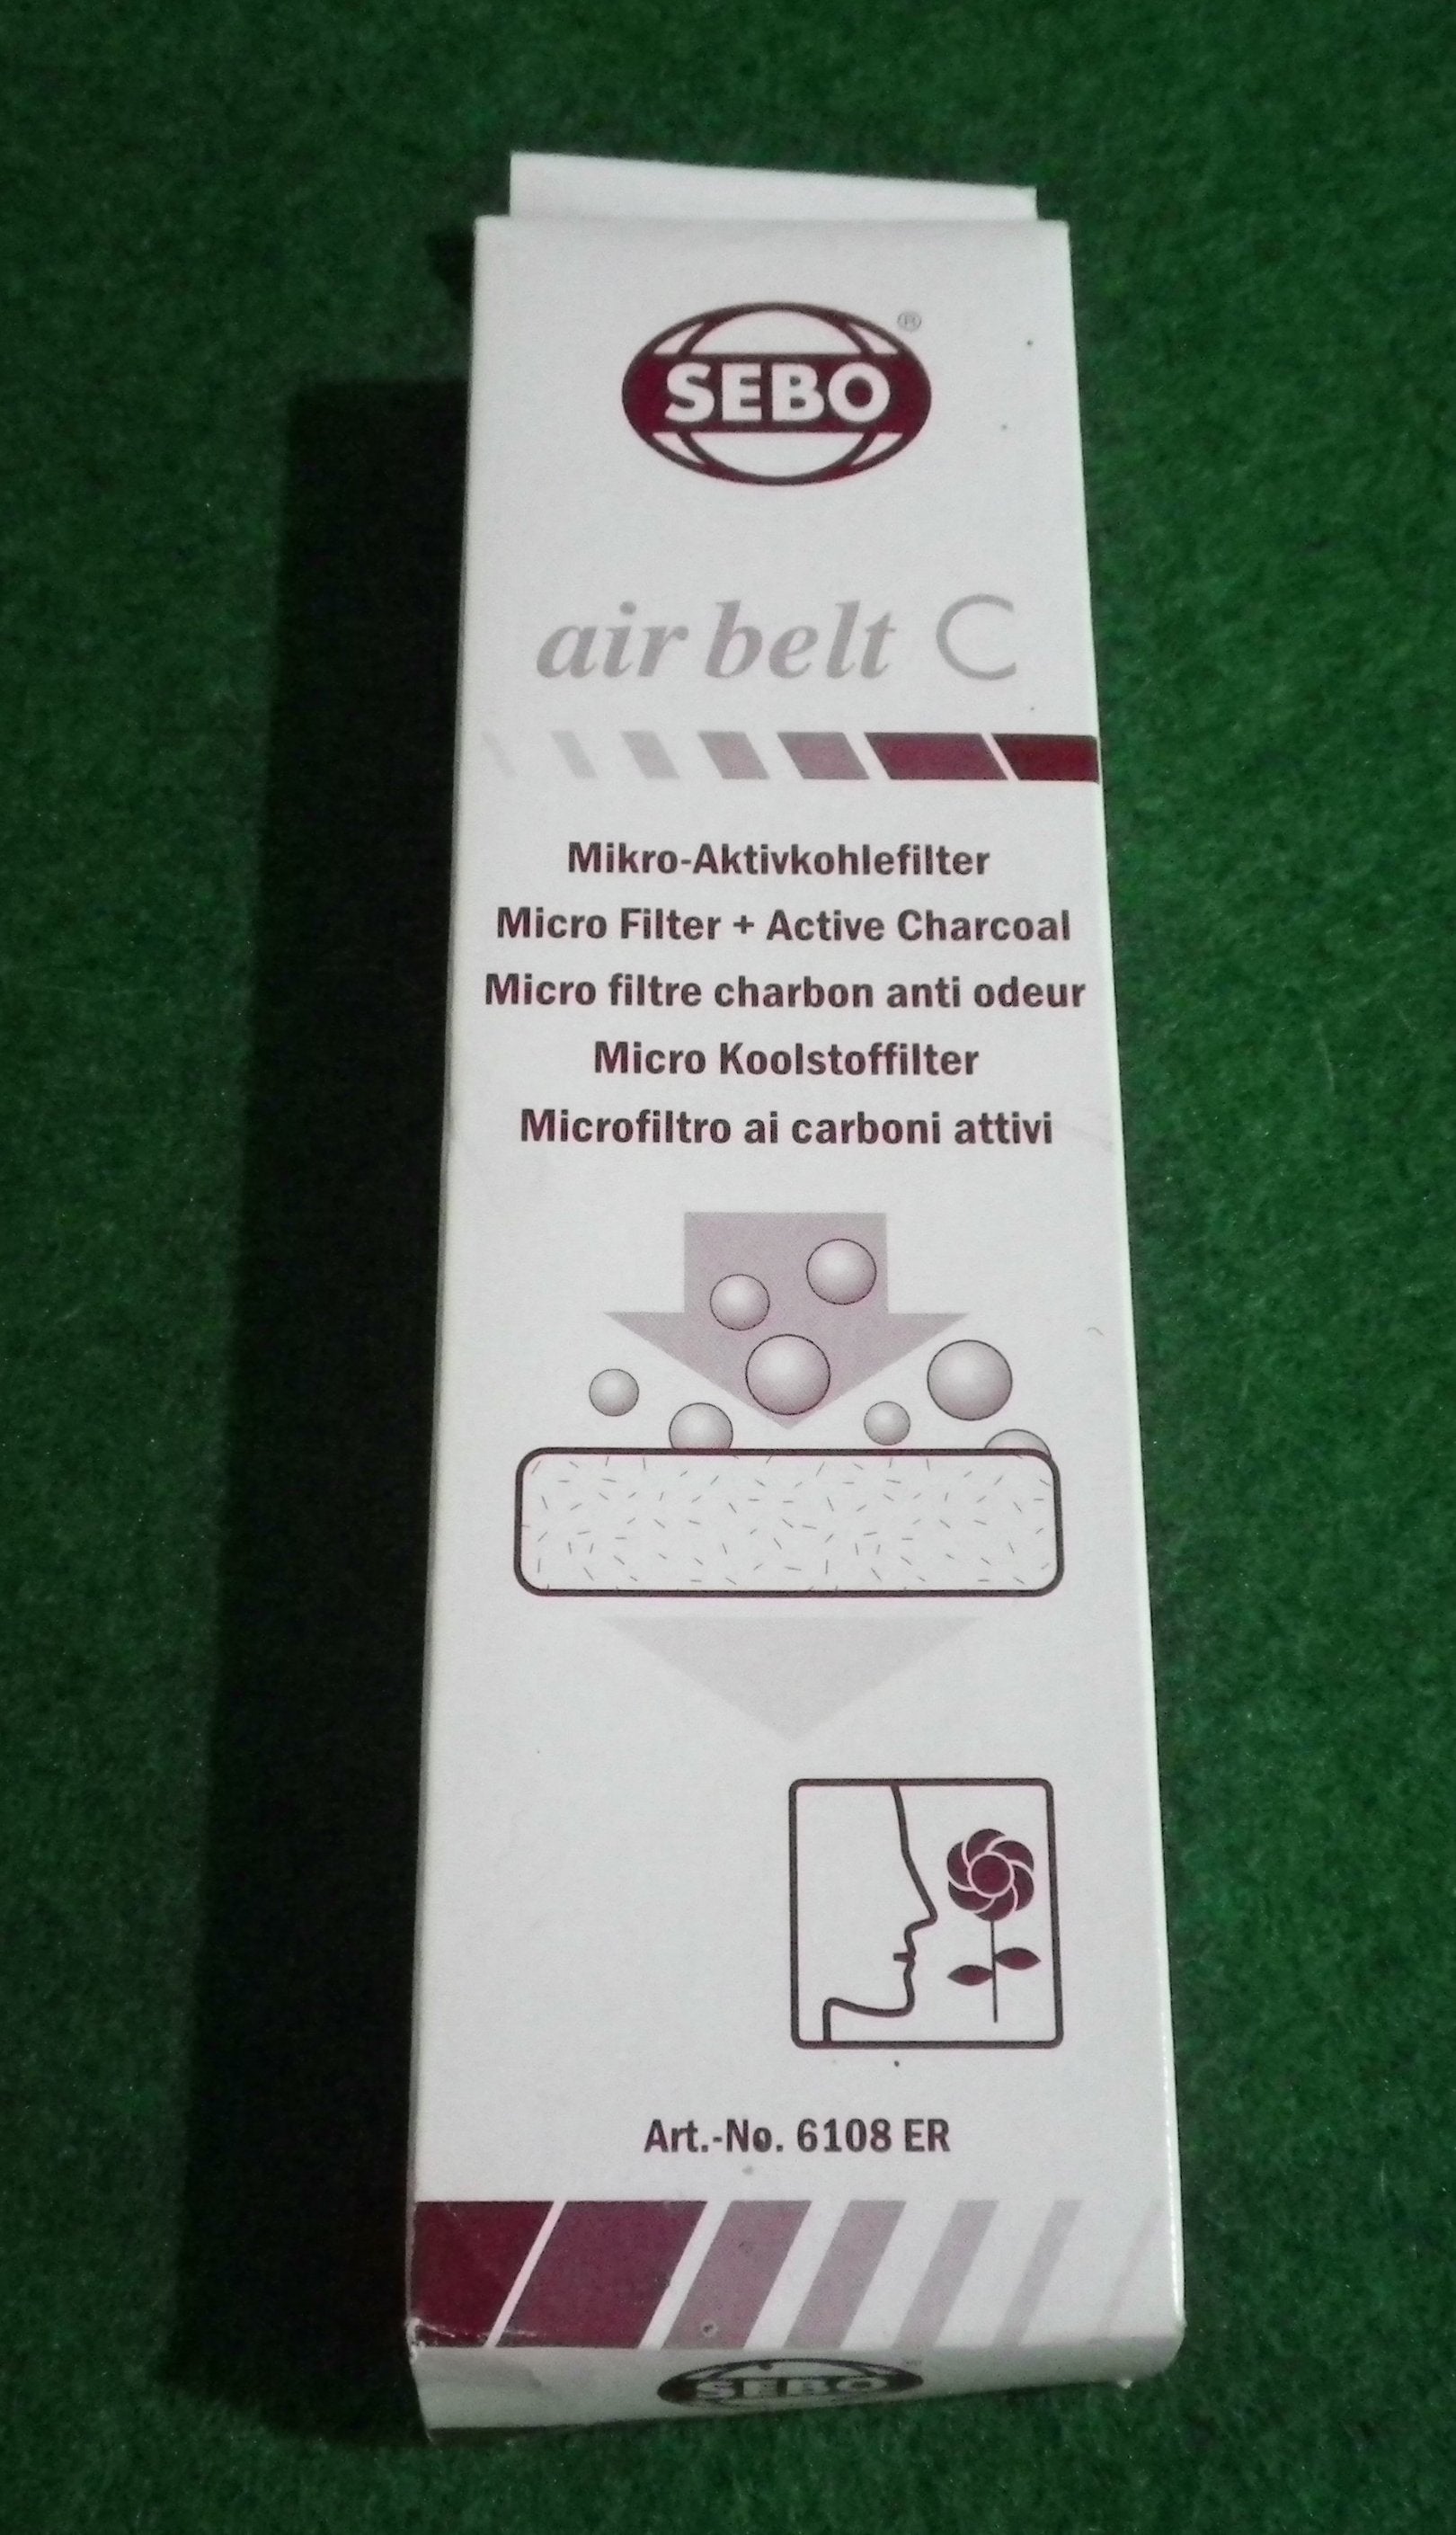 SEBO®
air belt C
Mikro-Aktivkohlefilter
Micro Filter + Active Charcoal
Micro filtre charbon anti odeur
Micro Koolstoffilter
Microfiltro ai carboni attivi
Art.-No. 6108 ER
SEBO